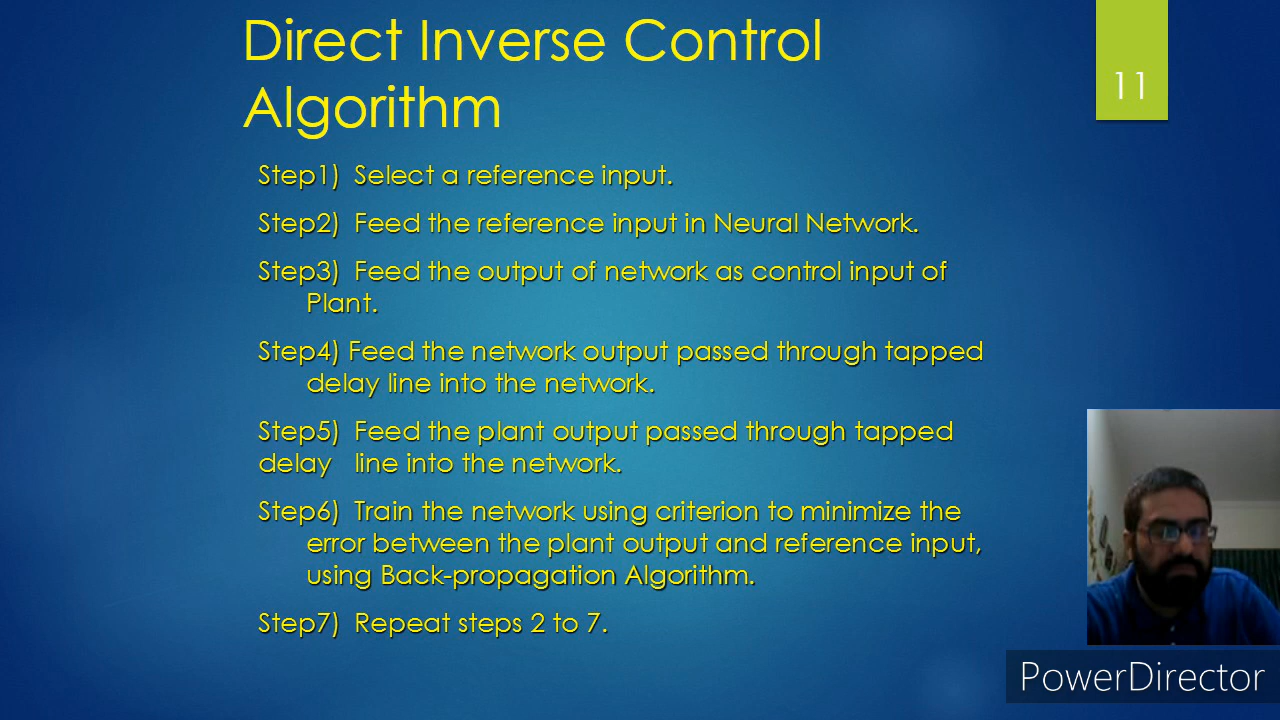 Direct Inverse Control
Algorithm
11
Step1) Select a reference input.
Step2) Feed the reference input in Neural Network.
Step3) Feed the output of network as control input of
Plant.
Step4) Feed the network output passed through tapped
delay line into the network.
Step5) Feed the plant output passed through tapped
delay line into the network.
Step6) Train the network using criterion to minimize the
error between the plant output and reference input,
using Back-propagation Algorithm.
Step7) Repeat steps 2 to 7.
PowerDirector